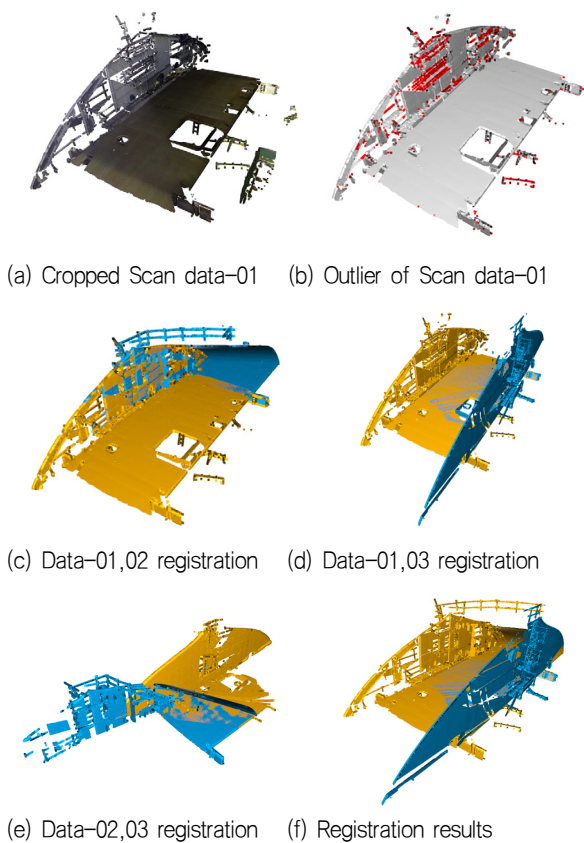 (a) Cropped Scan data-01
(b) Outlier of Scan data-01
(c) Data-01,02 registration
(d) Data-01,03 registration
(e) Data-02,03 registration
(f) Registration results